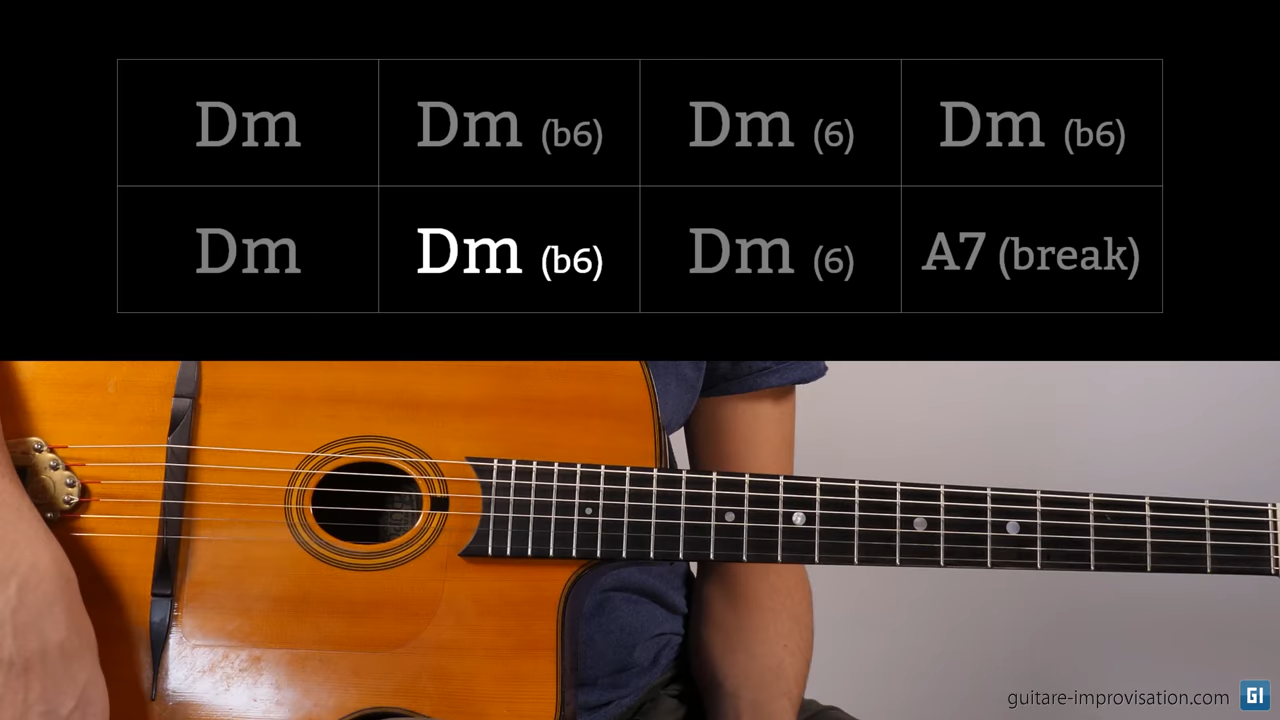 Dm Dm (b6) Dm (6) Dm (b6)
Dm Dm (b6) Dm (6) A7 (break)
guitare-improvisation.com GI